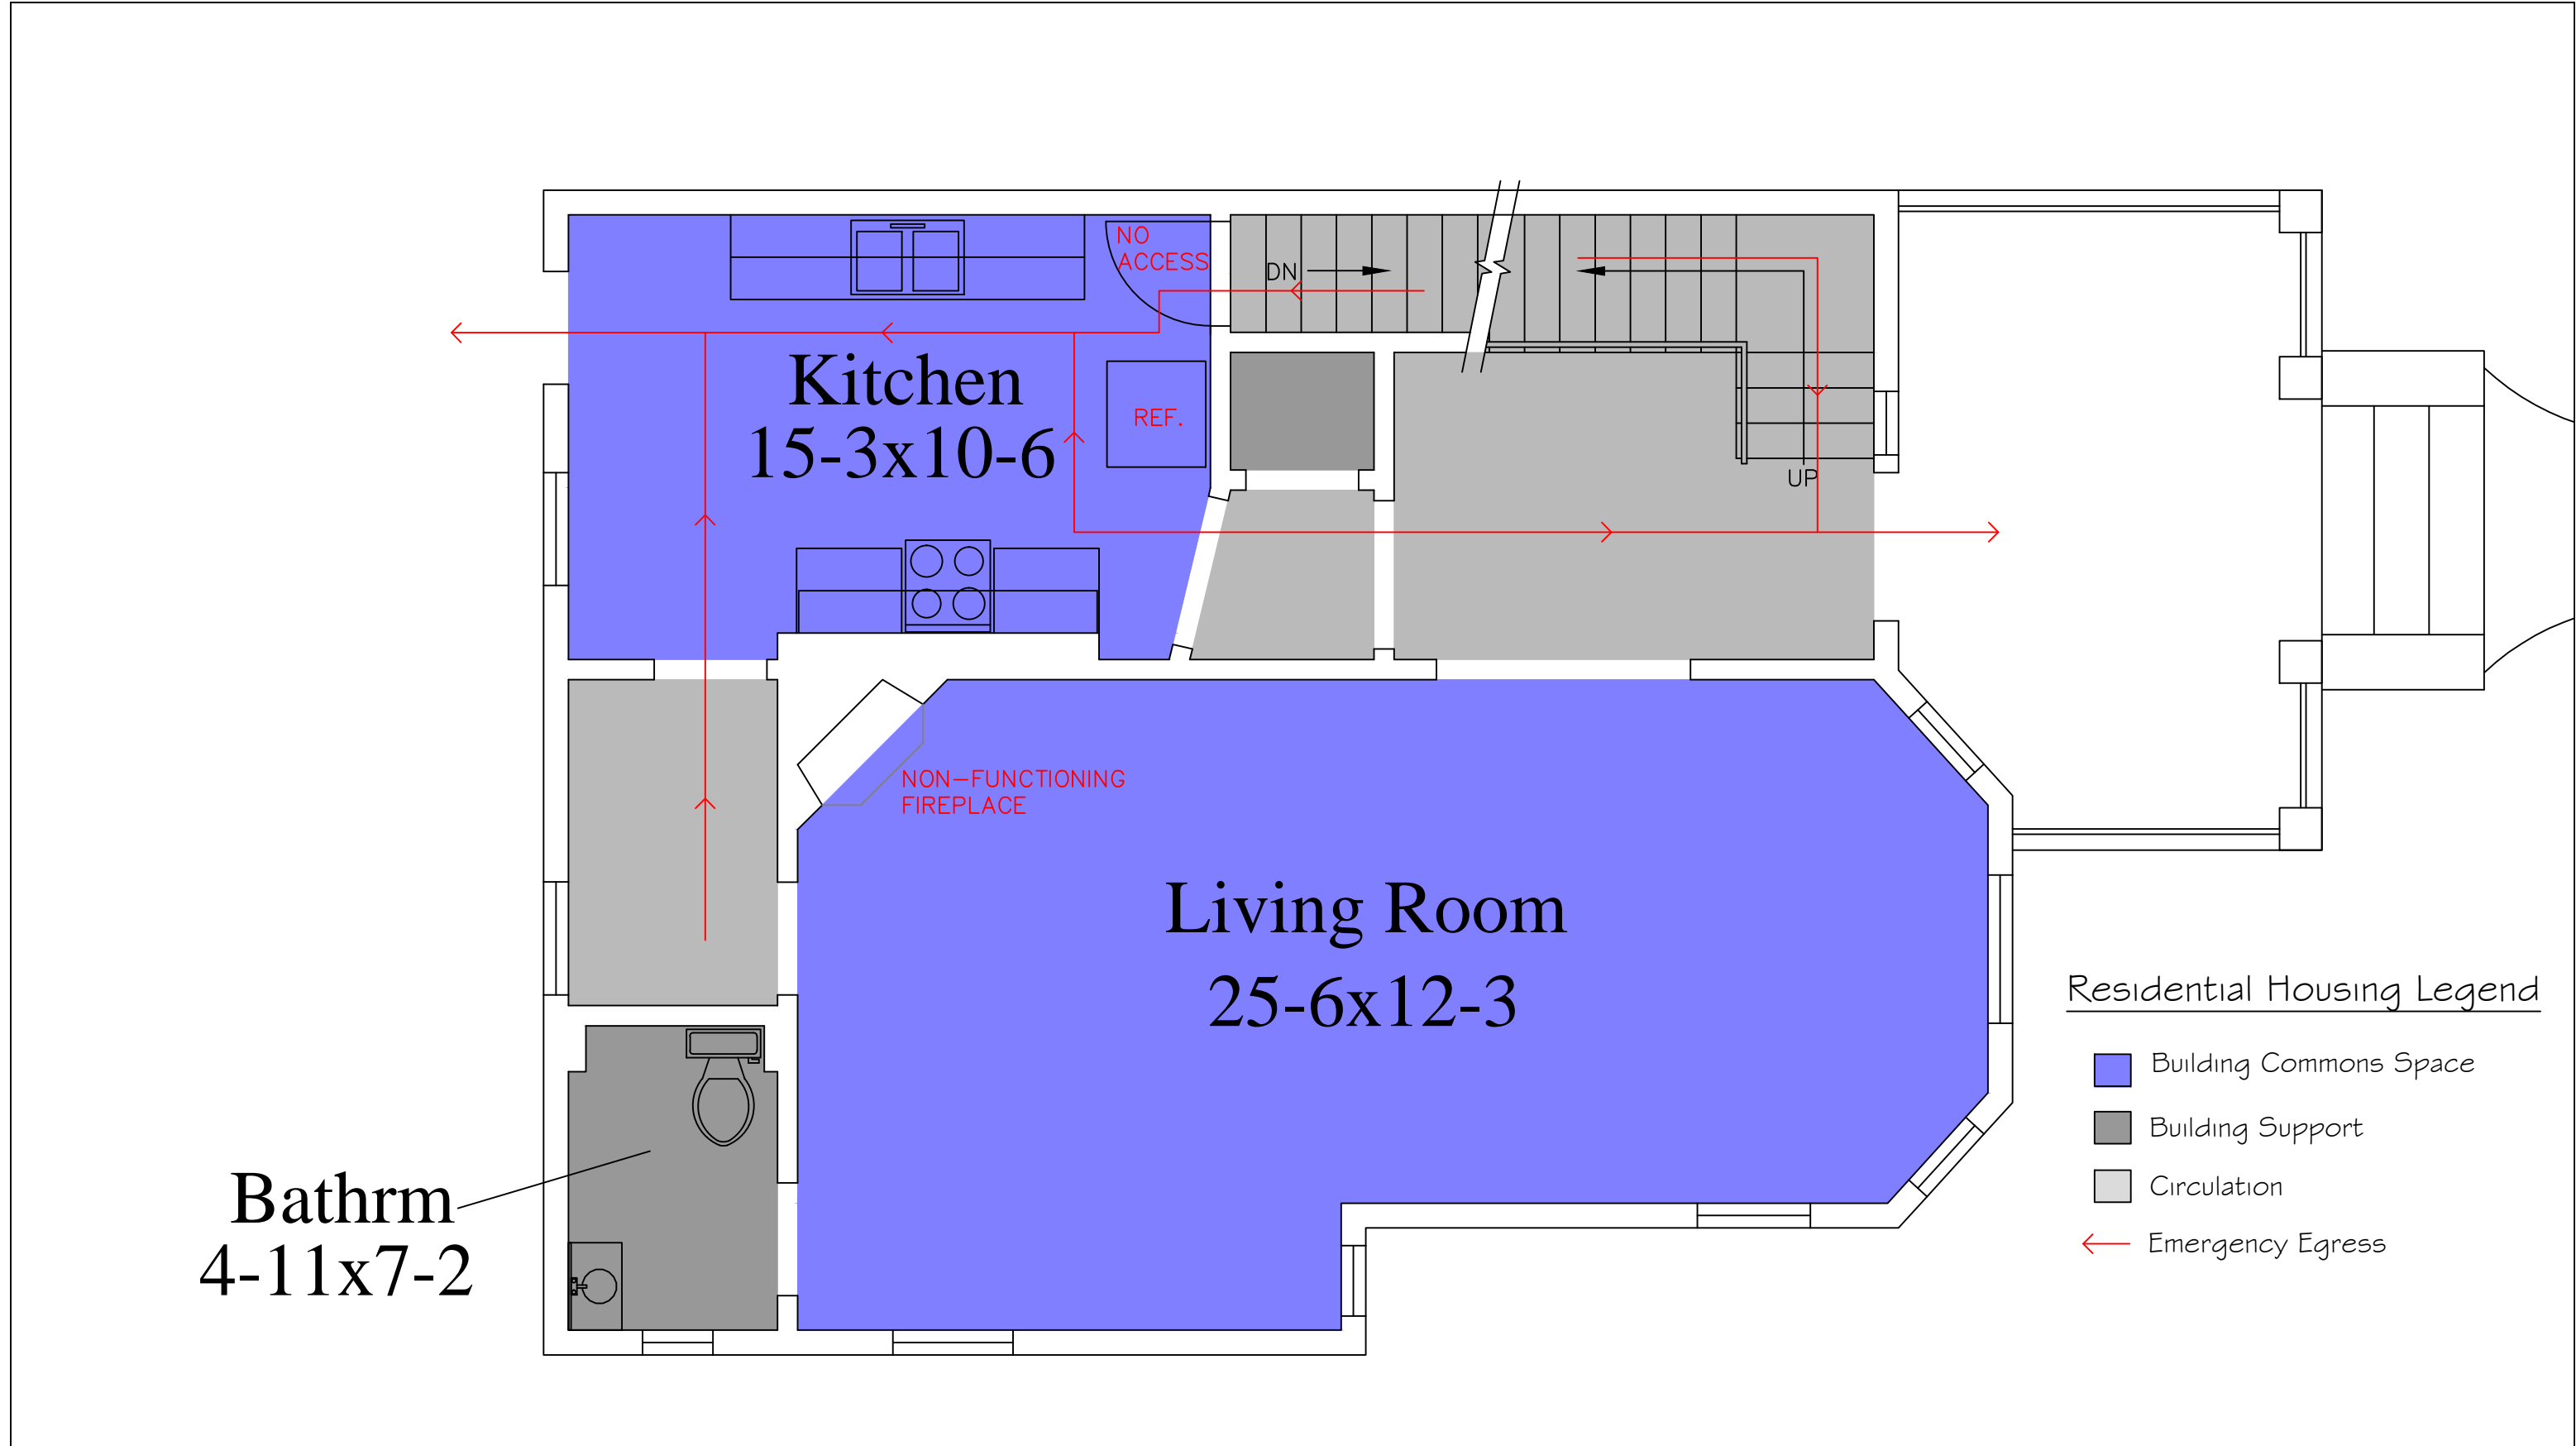 NO
ACCESS
DN
Kitchen
15-3x10-6
REF.
UP
NON-FUNCTIONING
FIREPLACE
Living Room
25-6x12-3
Bathrm
4-11x7-2
Residential Housing Legend
Building Commons Space
Building Support
Circulation
Emergency Egress